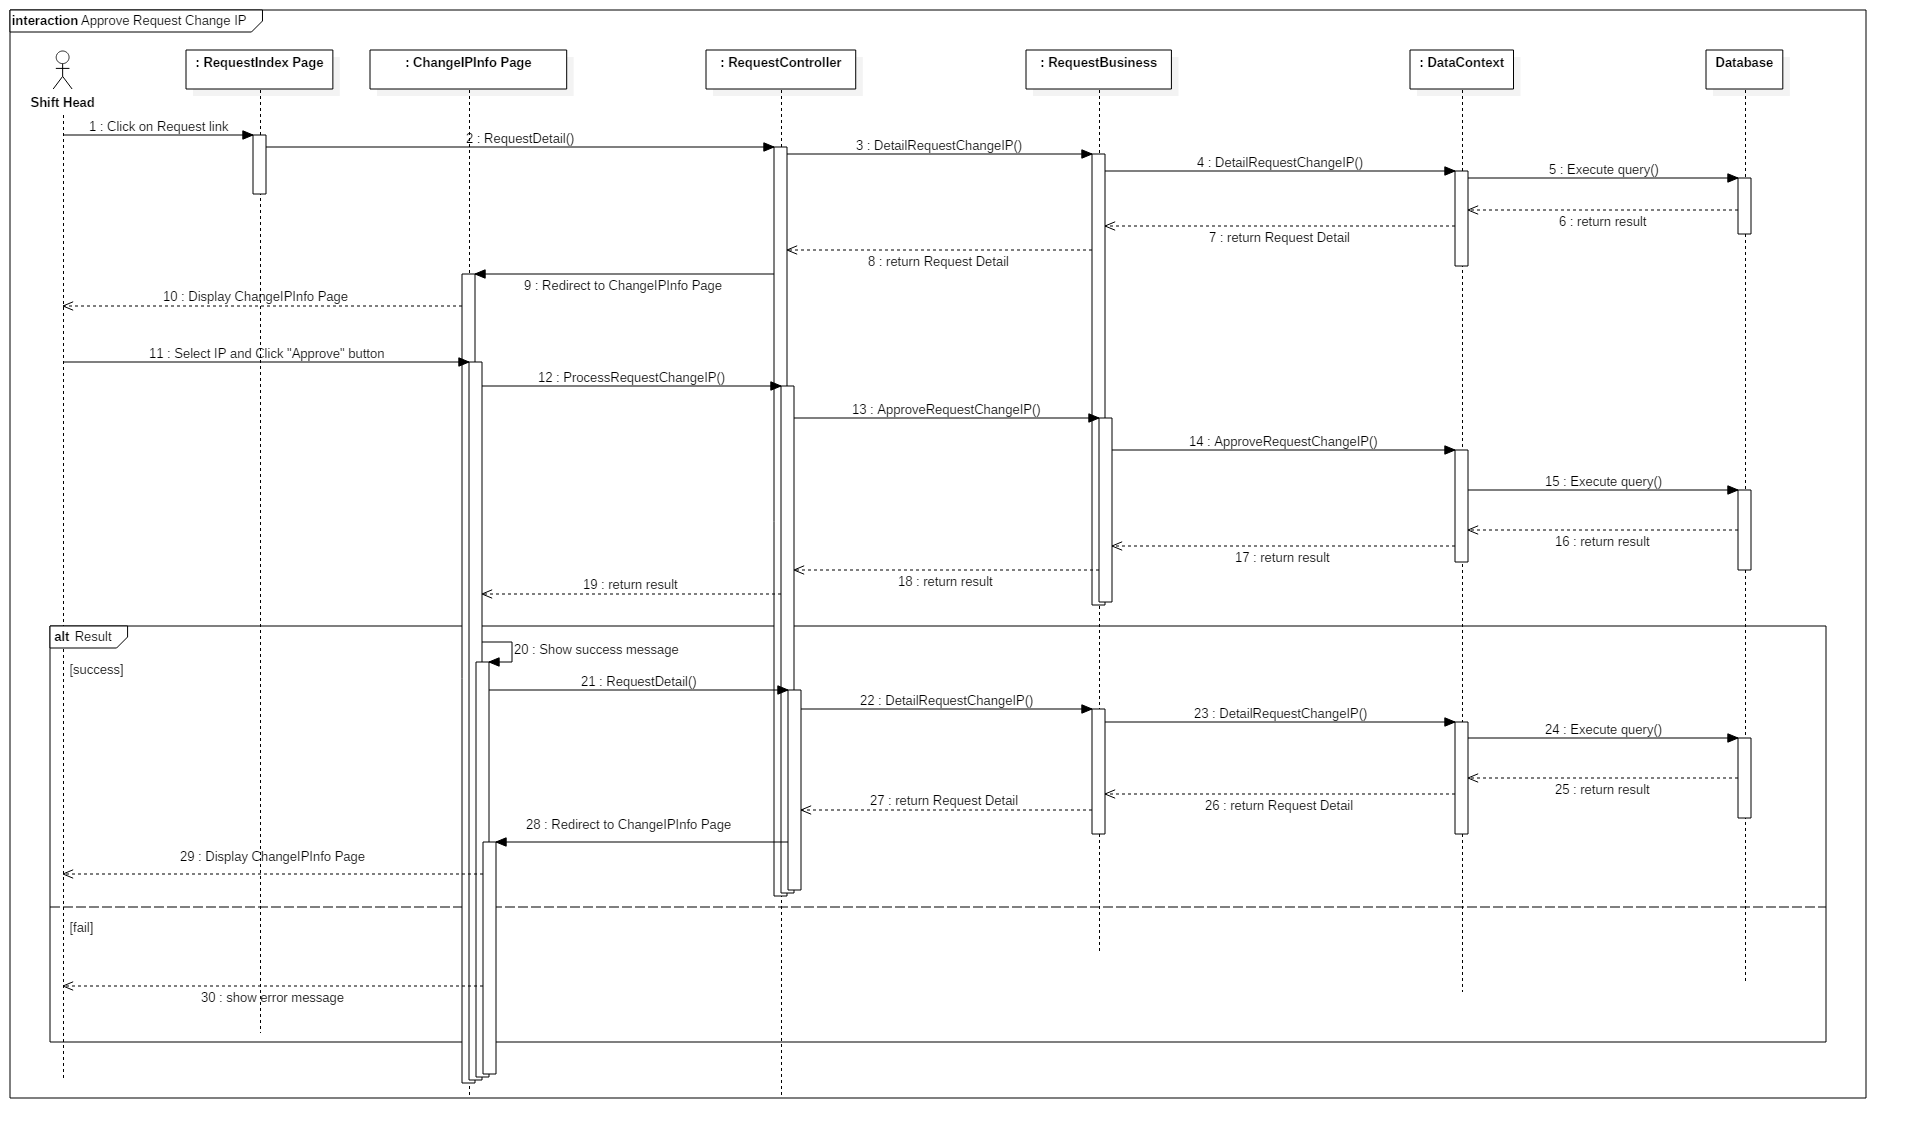 interaction Approve Request Change IP
: RequestIndex Page
: ChangeIPInfo Page
: RequestController
: RequestBusiness
: DataContext
Database
Shift Head
1 : Click on Request link
2 : RequestDetail()
3 : DetailRequestChangeIP()
4 : DetailRequestChangeIP()
5 : Execute query()
6 : return result
7 : return Request Detail
8 : return Request Detail
9 : Redirect to ChangeIPInfo Page
10 : Display ChangeIPInfo Page
11 : Select IP and Click "Approve" button
12 : ProcessRequestChangeIP()
13 : ApproveRequestChangeIP()
14 : ApproveRequestChangeIP()
15 : Execute query()
16 : return result
17 : return result
18 : return result
19 : return result
alt Result
[success]
20 : Show success message
21 : RequestDetail()
22 : DetailRequestChangeIP()
23 : DetailRequestChangeIP()
24 : Execute query()
25 : return result
26 : return Request Detail
27 : return Request Detail
28 : Redirect to ChangeIPInfo Page
29 : Display ChangeIPInfo Page
[fail]
30 : show error message